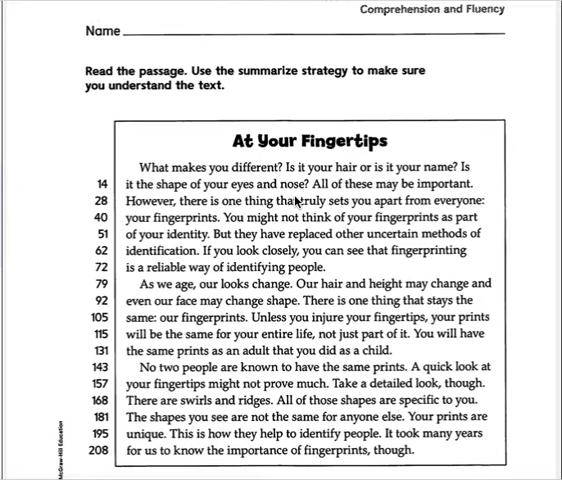 Comprehension and Fluency
Name
Read the passage. Use the summarize strategy to make sure
you understand the text.
At Your Fingertips
What makes you different? Is it your hair or is it your name? Is
14 it the shape of your eyes and nose? All of these may be important.
28 However, there is one thing that truly sets you apart from everyone:
40 your fingerprints. You might not think of your fingerprints as part
51 of your identity. But they have replaced other uncertain methods of
62 identification. If you look closely, you can see that fingerprinting
72 is a reliable way of identifying people.
79 As we age, our looks change. Our hair and height may change and
92 even our face may change shape. There is one thing that stays the
105 same: our fingerprints. Unless you injure your fingertips, your prints
115 will be the same for your entire life, not just part of it. You will have
131 the same prints as an adult that you did as a child.
143 No two people are known to have the same prints. A quick look at
157 your fingertips might not prove much. Take a detailed look, though.
168 There are swirls and ridges. All of those shapes are specific to you.
181 The shapes you see are not the same for anyone else. Your prints are
195 unique. This is how they help to identify people. It took many years
208 for us to know the importance of fingerprints, though.
McGraw-Hill Education